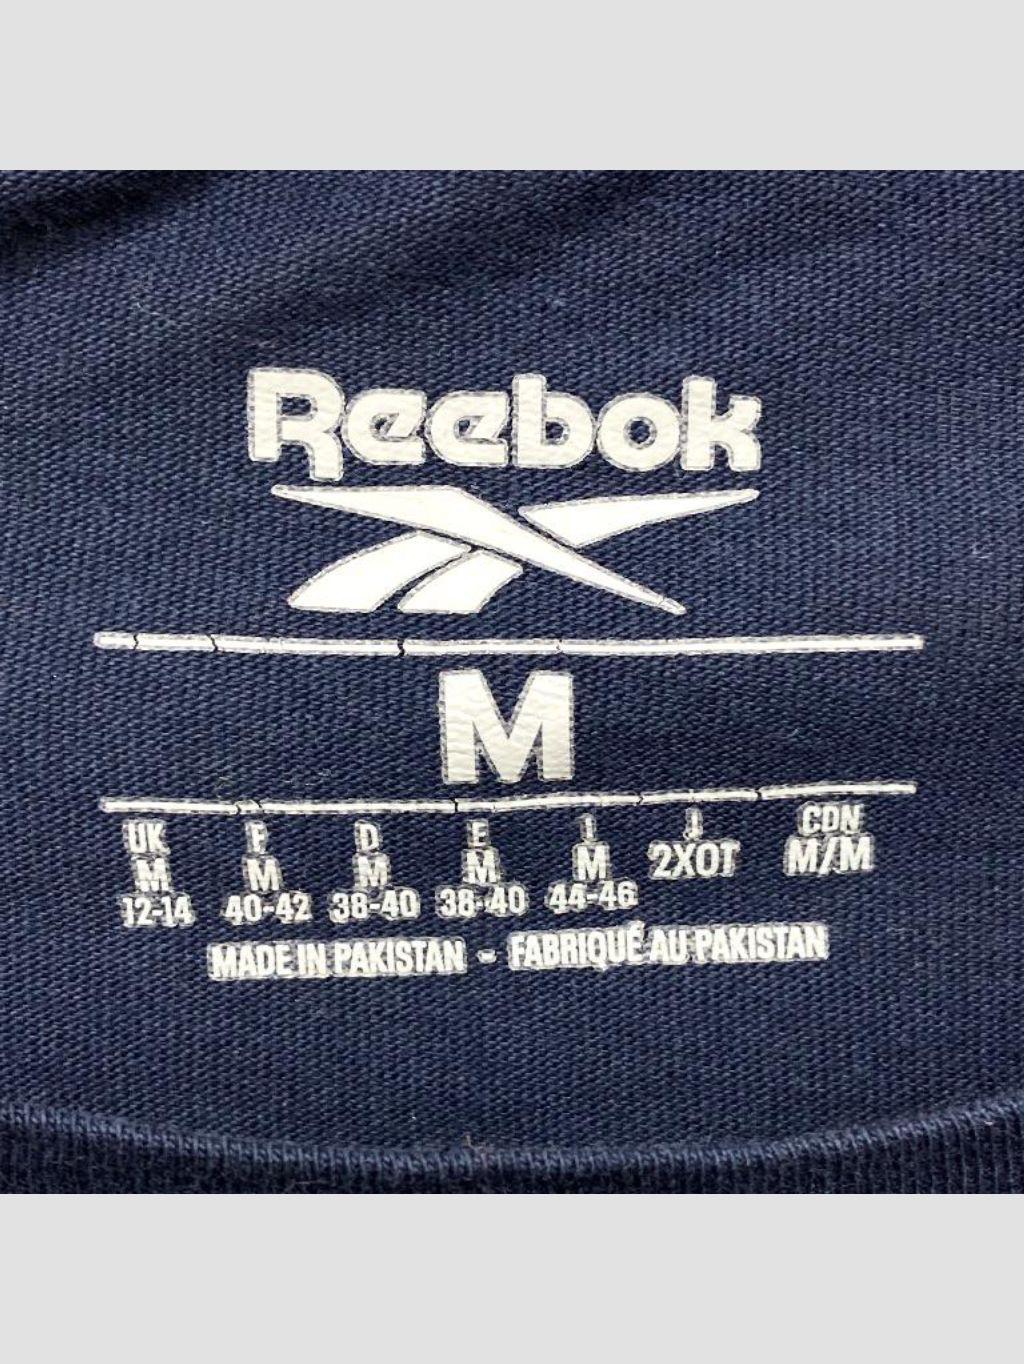 Reebok
M
UK F D E I J CDN
M M M M M 2XOT M/M
12-14 40-42 38-40 38-40 44-46
MADE IN PAKISTAN - FABRIQUÉ AU PAKISTAN